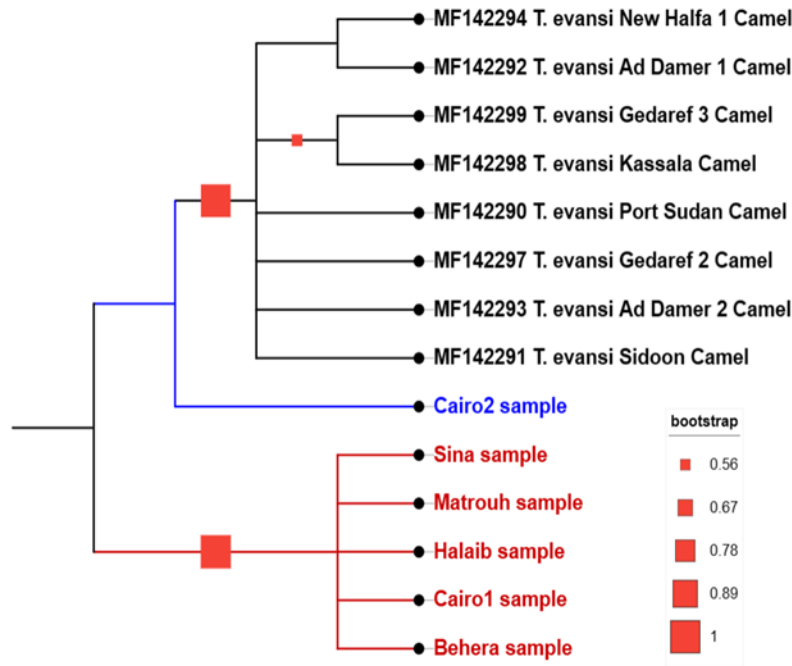 MF142294 T. evansi New Halfa 1 Camel
MF142292 T. evansi Ad Damer 1 Camel
MF142299 T. evansi Gedaref 3 Camel
MF142298 T. evansi Kassala Camel
MF142290 T. evansi Port Sudan Camel
MF142297 T. evansi Gedaref 2 Camel
MF142293 T. evansi Ad Damer 2 Camel
MF142291 T. evansi Sidoon Camel
Cairo2 sample
Sina sample
Matrouh sample
Halaib sample
Cairo1 sample
Behera sample
bootstrap
0.56
0.67
0.78
0.89
1